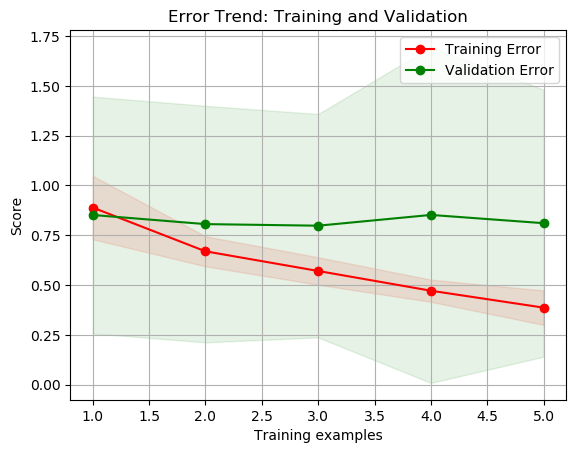 Error Trend: Training and Validation
1.75
1.50
1.25
1.00
0.75
0.50
0.25
0.00
Score
Training Error
Validation Error
1.0 1.5 2.0 2.5 3.0 3.5 4.0 4.5 5.0
Training examples